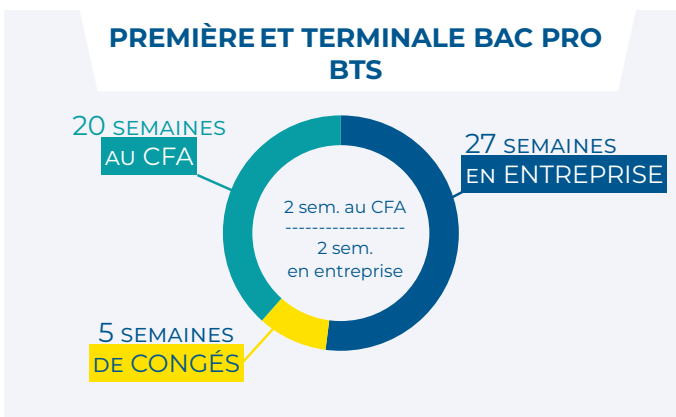 PREMIÈRE ET TERMINALE BAC PRO
BTS
20 SEMAINES
AU CFA
27 SEMAINES
EN ENTREPRISE
2 sem. au CFA
------------------
2 sem.
en entreprise
5 SEMAINES
DE CONGÉS